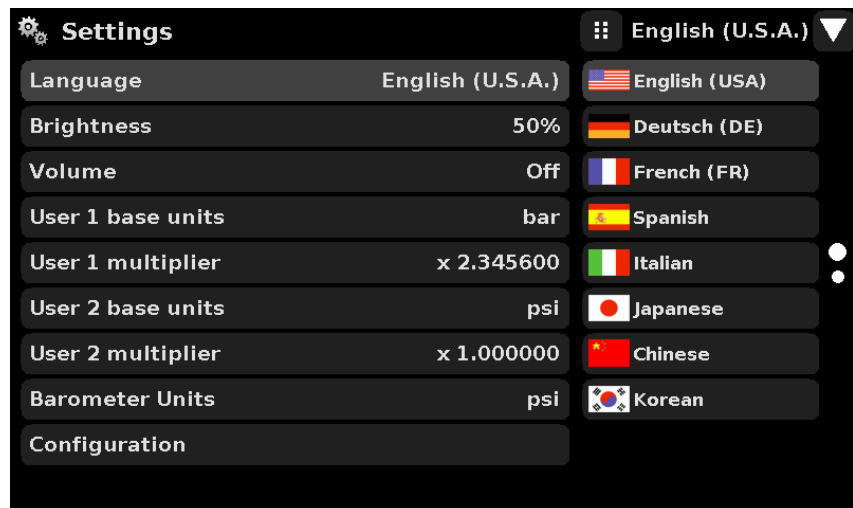 Settings
English (U.S.A.)
Language English (U.S.A.)
Brightness 50%
Volume Off
User 1 base units bar
User 1 multiplier x 2.345600
User 2 base units psi
User 2 multiplier x 1.000000
Barometer Units psi
Configuration
English (USA)
Deutsch (DE)
French (FR)
Spanish
Italian
Japanese
Chinese
Korean